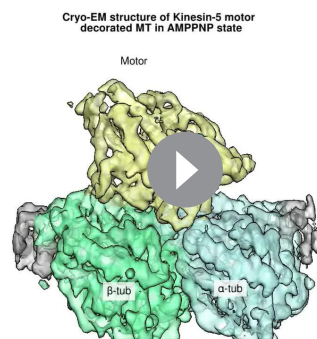 Cryo-EM structure of Kinesin-5 motor
decorated MT in AMPPNP state
Motor
β-tub
α-tub